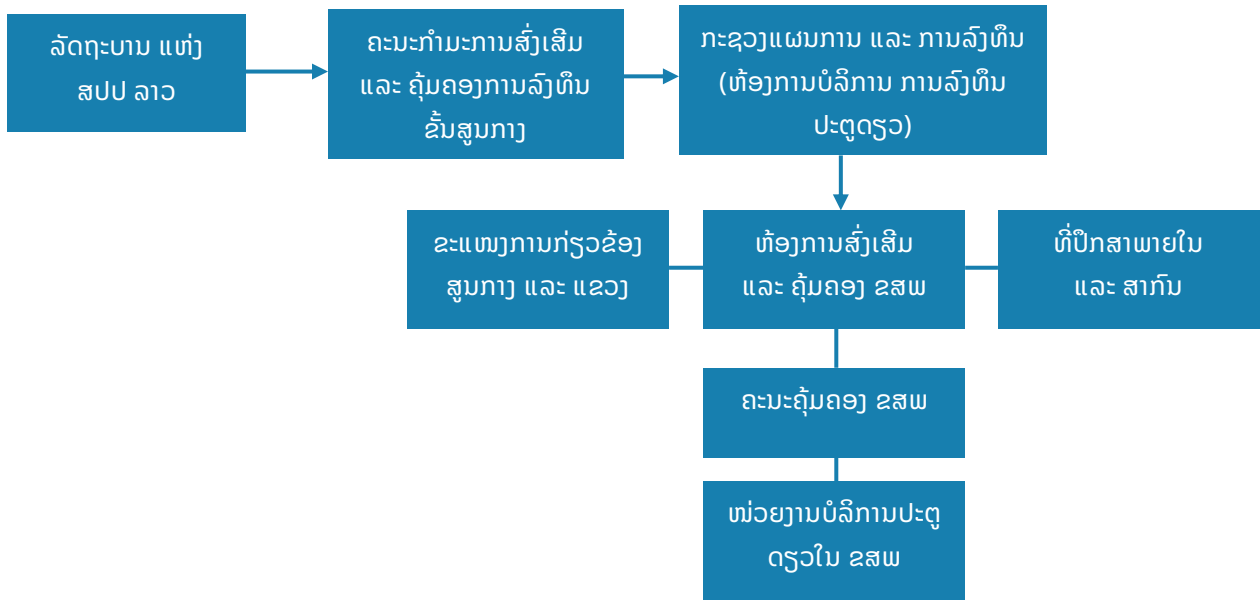 ລັດຖະບານ ແຫ່ງ
ສປປ ລາວ
ຄະນະກຳມະການສົ່ງເສີມ
ແລະ ຄຸ້ມຄອງການລົງທຶນ
ຂັ້ນສູນກາງ
ກະຊວງແຜນການ ແລະ ການລົງທຶນ
(ຫ້ອງການບໍລິການ ການລົງທຶນ
ປະຕູດຽວ)
ຂະແໜງການກ່ຽວຂ້ອງ
ສູນກາງ ແລະ ແຂວງ
ຫ້ອງການສົ່ງເສີມ
ແລະ ຄຸ້ມຄອງ ຂສພ
ທີ່ປຶກສາພາຍໃນ
ແລະ ສາກົນ
ຄະນະຄຸ້ມຄອງ ຂສພ
ໜ່ວຍງານບໍລິການປະຕູ
ດຽວໃນ ຂສພ